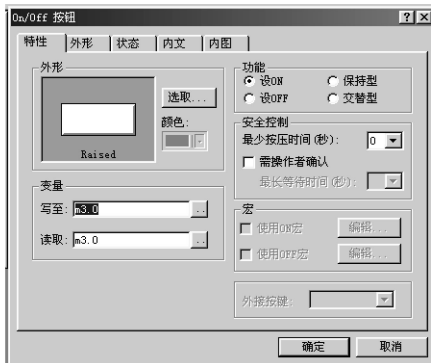 On/Off 按钮
特性 外形 状态 内文 内图
外形
选取...
颜色:
Raised
变量
写至: m3.0 ..
读取: m3.0 ..
功能
设ON 保持型
设OFF 交替型
安全控制
最少按压时间(秒): 0
需操作者确认
最长等待时间(秒):
宏
使用ON宏 编辑...
使用OFF宏 编辑...
外接按键:
确定 取消